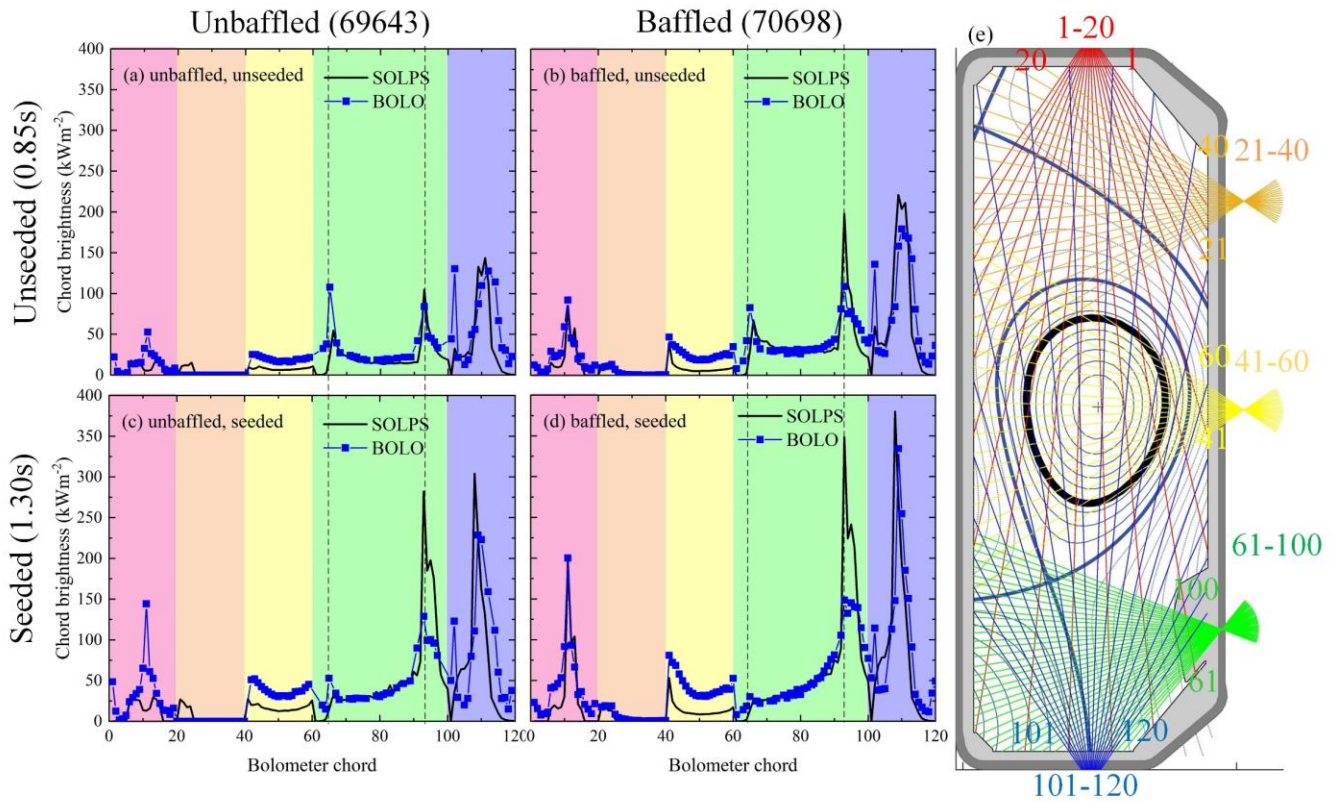 Unbaffled (69643)
Baffled (70698)
(e)
1-20
Unseeded (0.85s)
Chord brightness (kWm-2)
400
350
300
250
200
150
100
50
0
(a) unbaffled, unseeded
SOLPS
BOLO
(b) baffled, unseeded
SOLPS
BOLO
Seeded (1.30s)
Chord brightness (kWm-2)
400
350
300
250
200
150
100
50
0
(c) unbaffled, seeded
SOLPS
BOLO
(d) baffled, seeded
SOLPS
BOLO
0
20
40
60
80
100
120
20
40
60
80
100
120
Bolometer chord
Bolometer chord
20
1
40
21-40
21
60
41-60
41
61-100
100
61
101
120
101-120